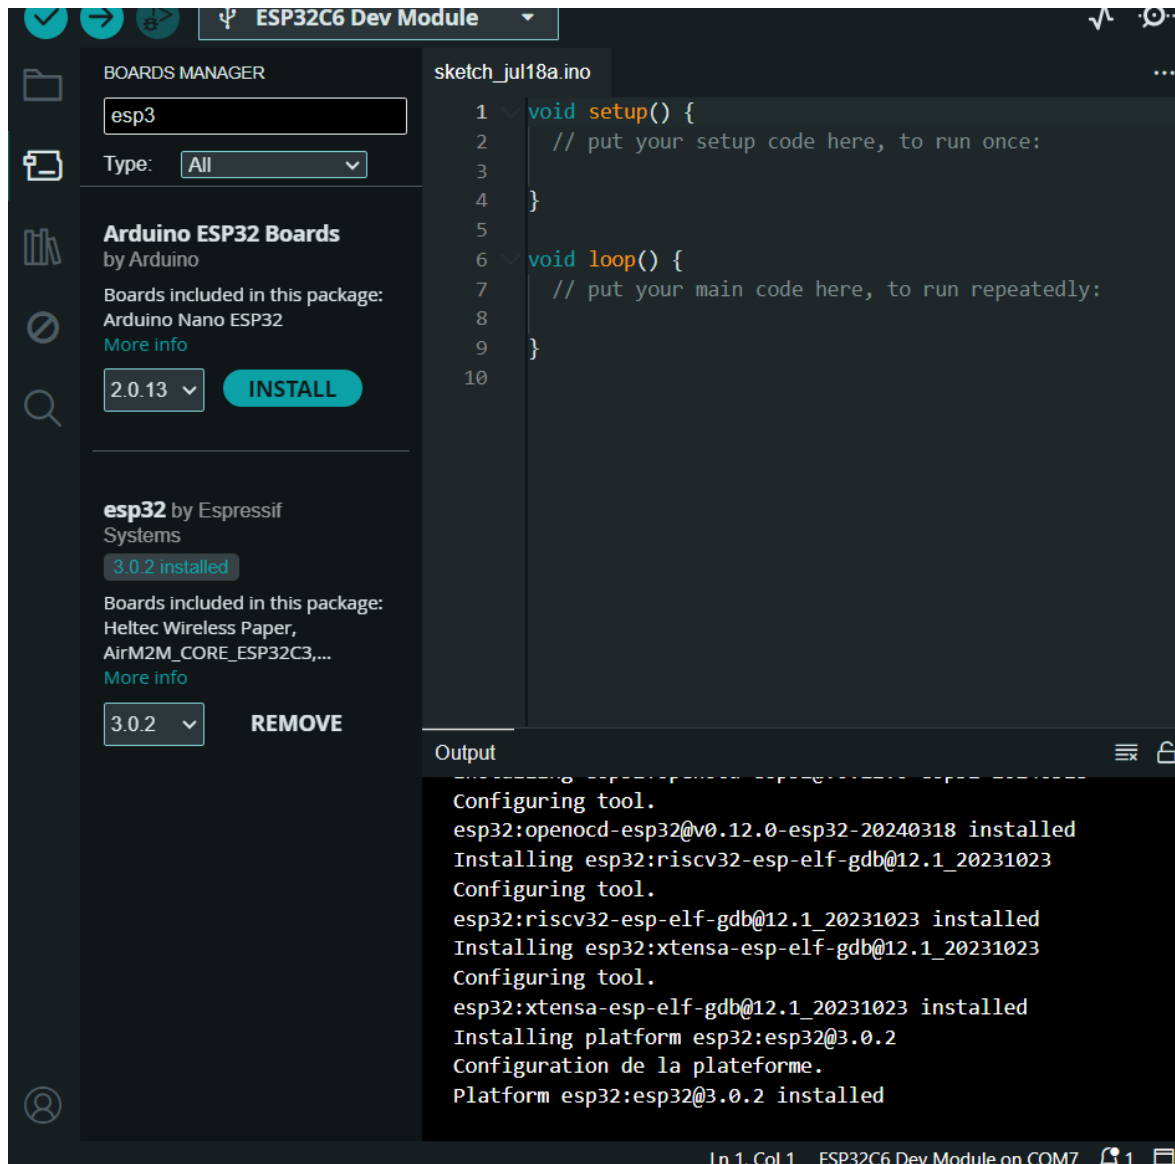 ESP32C6 Dev Module
BOARDS MANAGER
esp3
Type:
All
Arduino ESP32 Boards
by Arduino
Boards included in this package:
Arduino Nano ESP32
More info
2.0.13
INSTALL
esp32 by Espressif
Systems
3.0.2 installed
Boards included in this package:
Heltec Wireless Paper,
AirM2M_CORE_ESP32C3,...
More info
3.0.2
REMOVE
sketch_jul18a.ino
1 void setup() {
2 // put your setup code here, to run once:
3
4 }
5
6 void loop() {
7 // put your main code here, to run repeatedly:
8
9 }
10
Output
Configuring tool.
esp32:openocd-esp32@v0.12.0-esp32-20240318 installed
Installing esp32:riscv32-esp-elf-gdb@12.1_20231023
Configuring tool.
esp32:riscv32-esp-elf-gdb@12.1_20231023 installed
Installing esp32:xtensa-esp-elf-gdb@12.1_20231023
Configuring tool.
esp32:xtensa-esp-elf-gdb@12.1_20231023 installed
Installing platform esp32:esp32@3.0.2
Configuration de la plateforme.
Platform esp32:esp32@3.0.2 installed
Ln 1, Col 1 ESP32C6 Dev Module on COM7 1